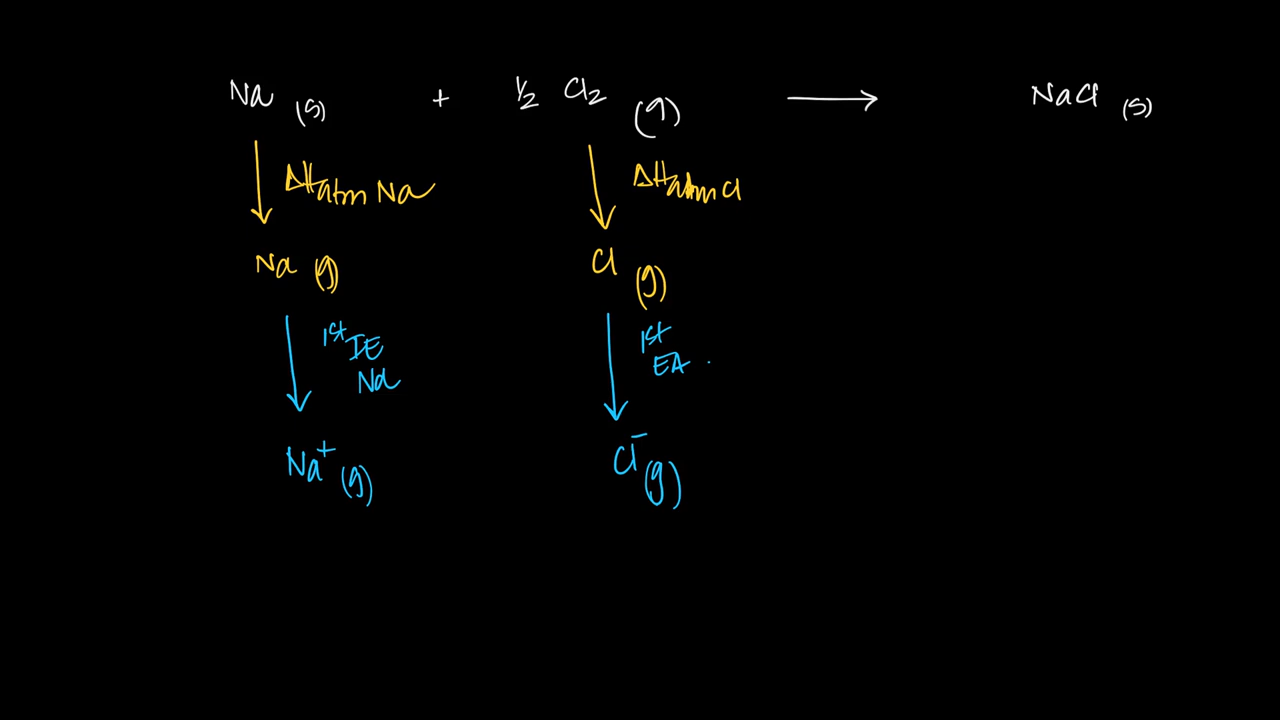 Na (s) + 1/2 Cl2 (g) → NaCl (s)
ΔHatm Na
ΔHatm Cl
Na (g)
Cl (g)
1st
IE
Na
1st
EA
Na+ (g)
Cl- (g)